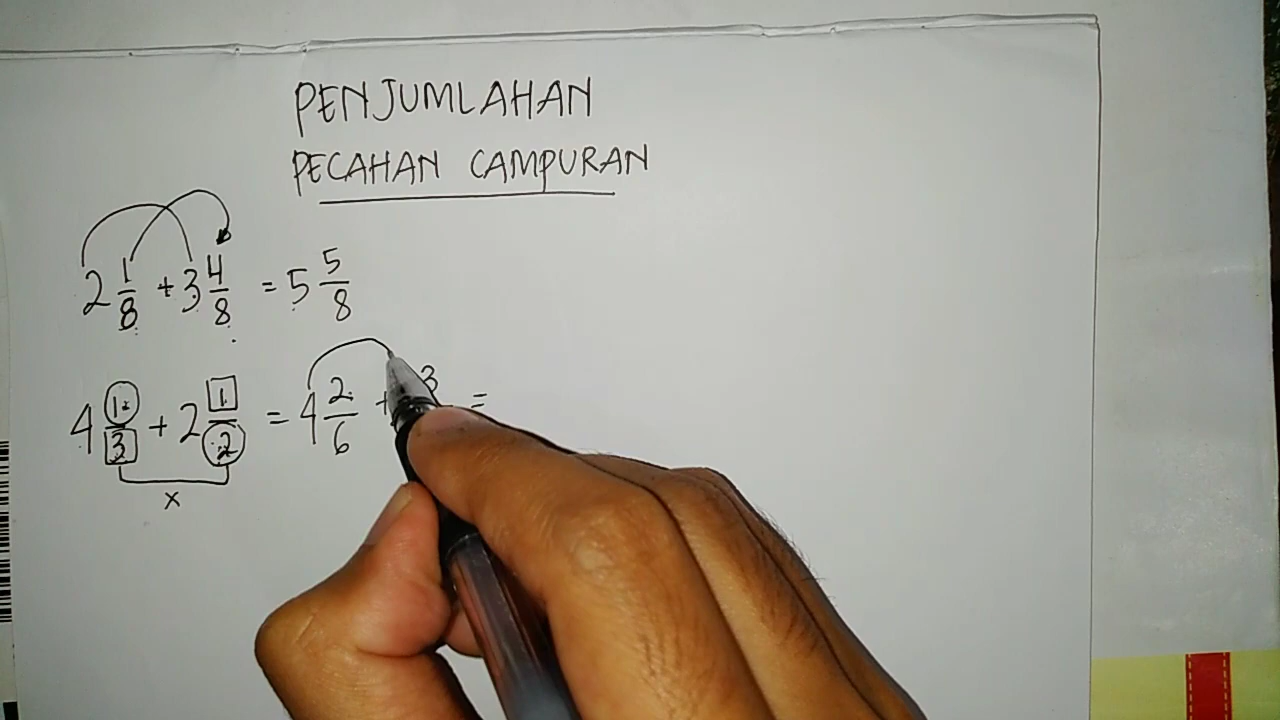 PENJUMLAHAN
PECAHAN CAMPURAN
2 1/8 + 3 4/8 = 5 5/8
4 1/3 + 2 1/2 = 4 2/6 + 3 =
x